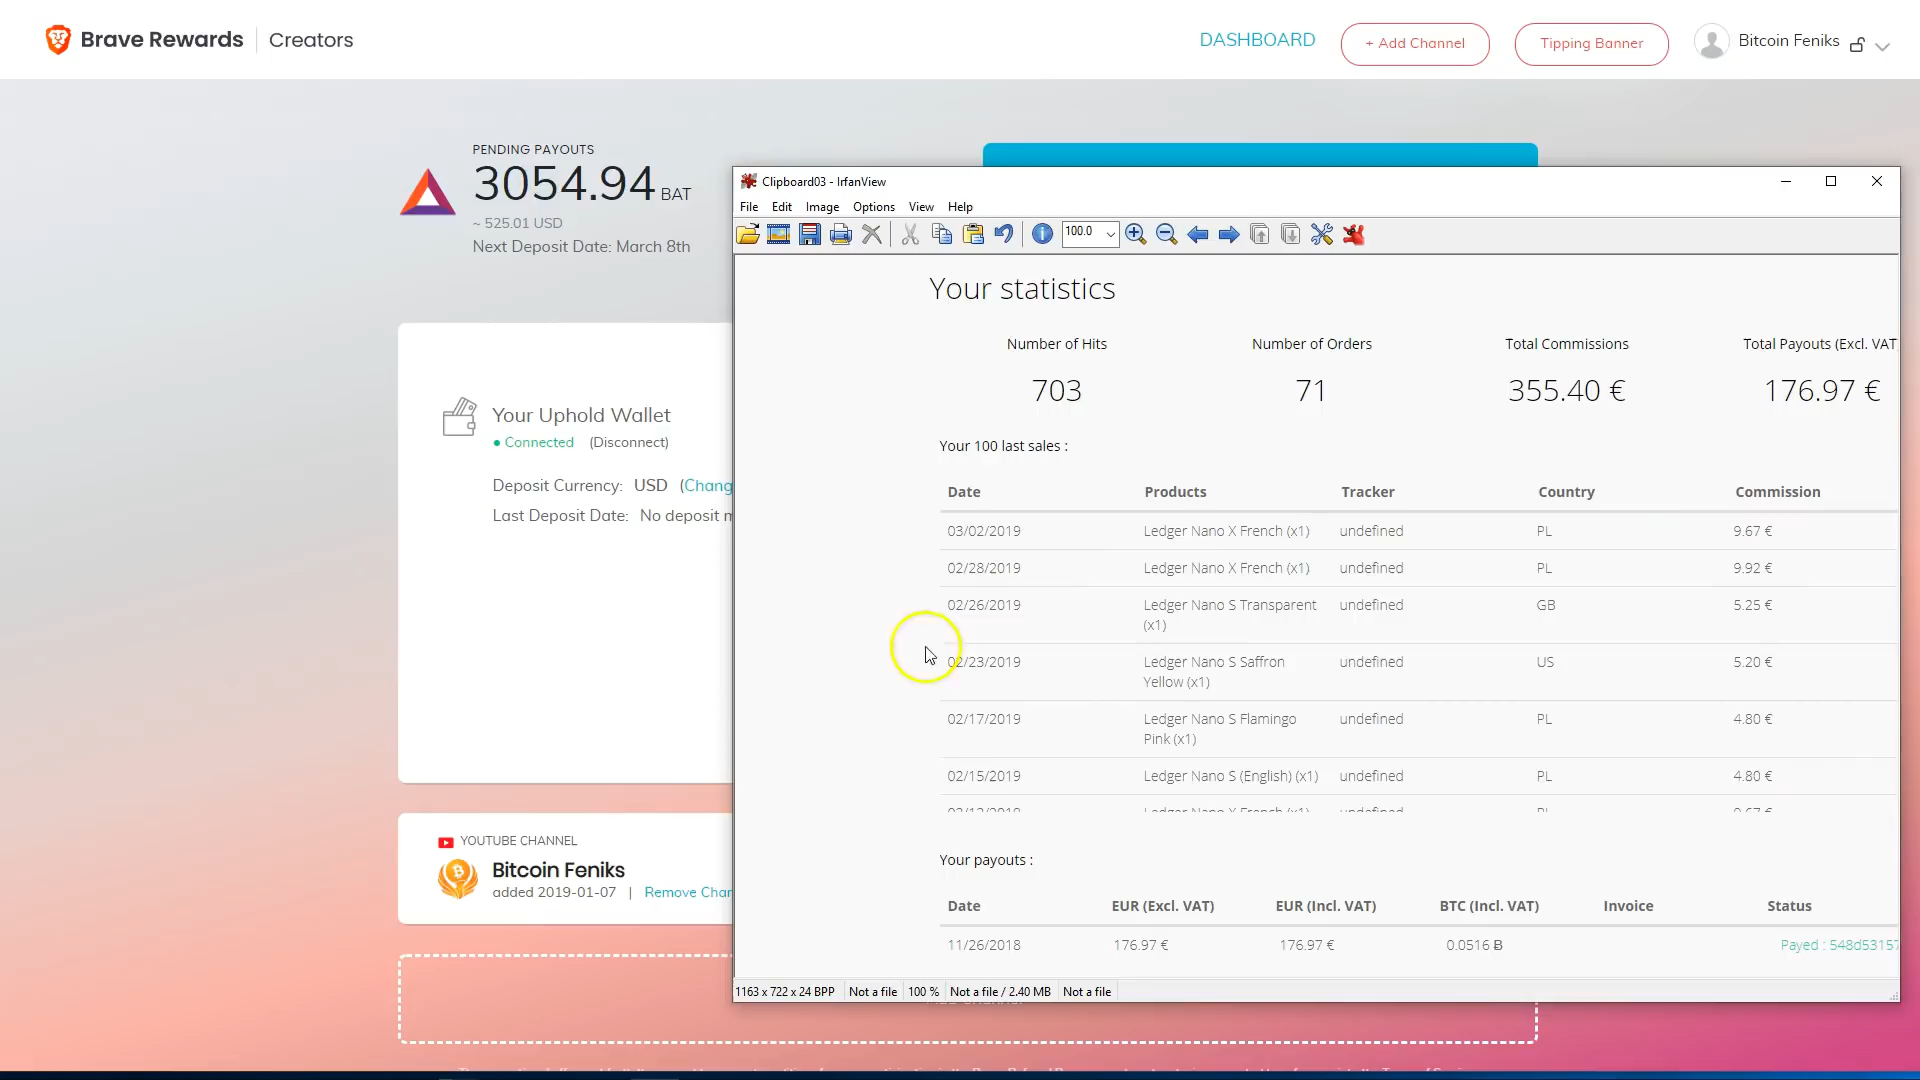 Brave Rewards Creators
DASHBOARD
+ Add Channel
Tipping Banner
Bitcoin Feniks
PENDING PAYOUTS
3054.94 BAT
~ 525.01 USD
Next Deposit Date: March 8th
Your Uphold Wallet
Connected (Disconnect)
Deposit Currency: USD (Chang
Last Deposit Date: No deposit m
YOUTUBE CHANNEL
Bitcoin Feniks
added 2019-01-07 | Remove Chan
Clipboard03 - IrfanView
File Edit Image Options View Help
100.0
Your statistics
Number of Hits Number of Orders Total Commissions Total Payouts (Excl. VAT
703 71 355.40 € 176.97 €
Your 100 last sales :
Date Products Tracker Country Commission
03/02/2019 Ledger Nano X French (x1) undefined PL 9.67 €
02/28/2019 Ledger Nano X French (x1) undefined PL 9.92 €
02/26/2019 Ledger Nano S Transparent undefined GB 5.25 €
(x1)
02/23/2019 Ledger Nano S Saffron undefined US 5.20 €
Yellow (x1)
02/17/2019 Ledger Nano S Flamingo undefined PL 4.80 €
Pink (x1)
02/15/2019 Ledger Nano S (English) (x1) undefined PL 4.80 €
Your payouts :
Date EUR (Excl. VAT) EUR (Incl. VAT) BTC (Incl. VAT) Invoice Status
11/26/2018 176.97 € 176.97 € 0.0516 Ƀ Payed : 548d53157
1163 x 722 x 24 BPP Not a file 100 % Not a file / 2.40 MB Not a file